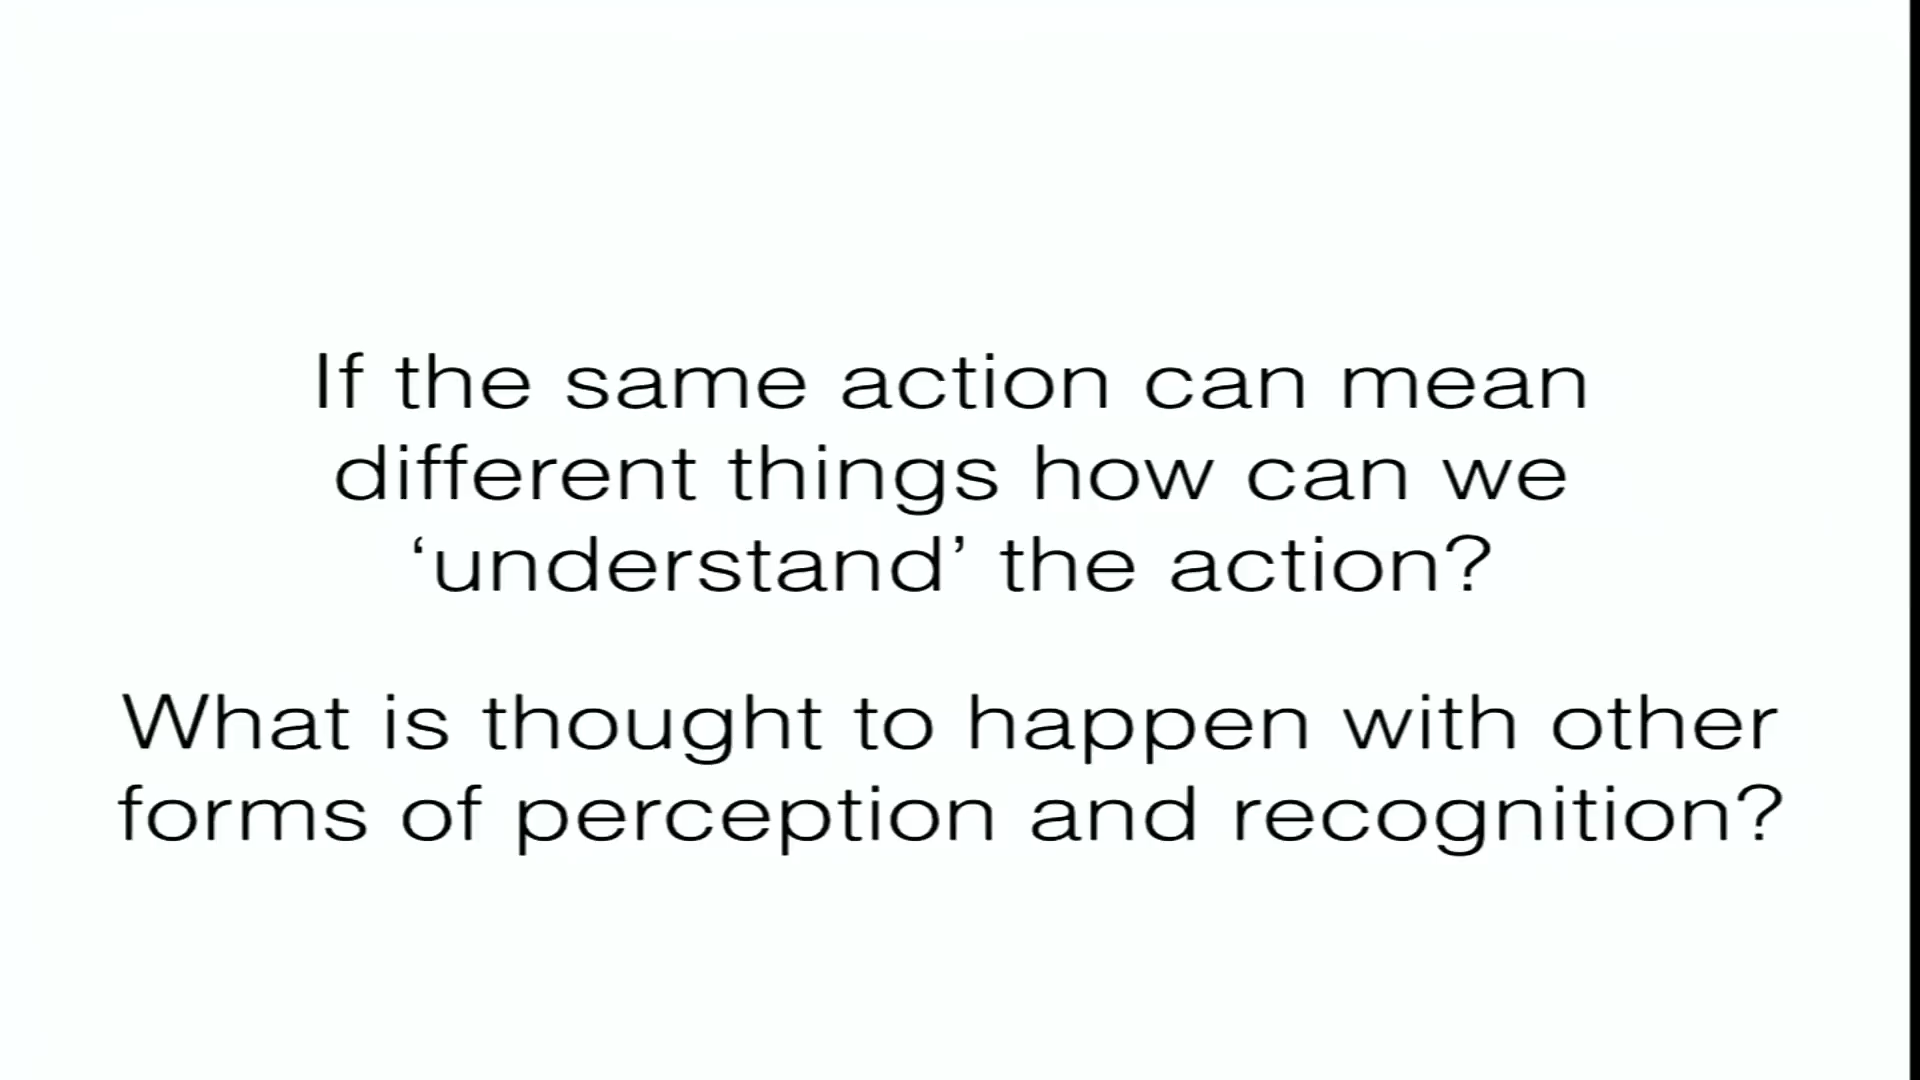 If the same action can mean
different things how can we
‘understand’ the action?
What is thought to happen with other
forms of perception and recognition?